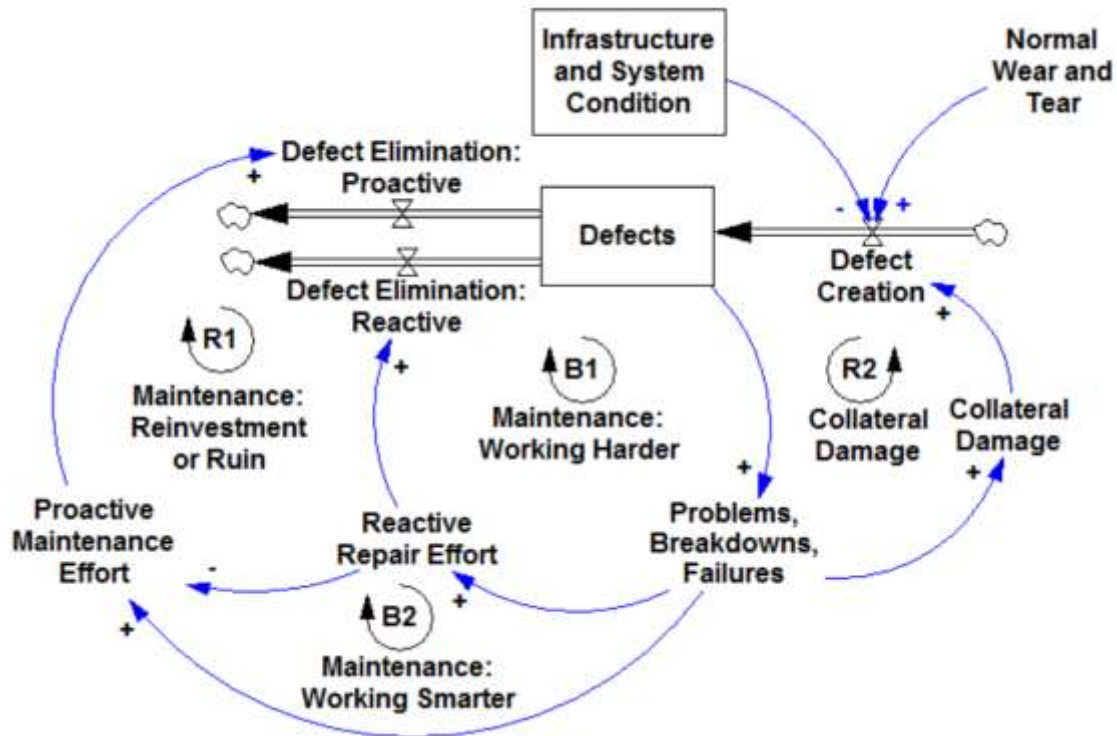 Infrastructure
and System
Condition
Normal
Wear and
Tear
Defect Elimination:
Proactive
+
-
+
Defects
Defect
Creation
Defect Elimination:
Reactive
+
+
R1
Maintenance:
Reinvestment
or Ruin
B1
Maintenance:
Working Harder
R2
Collateral
Damage
Collateral
Damage
+
+
Proactive
Maintenance
Effort
Reactive
Repair Effort
Problems,
Breakdowns,
Failures
-
+
+
B2
Maintenance:
Working Smarter